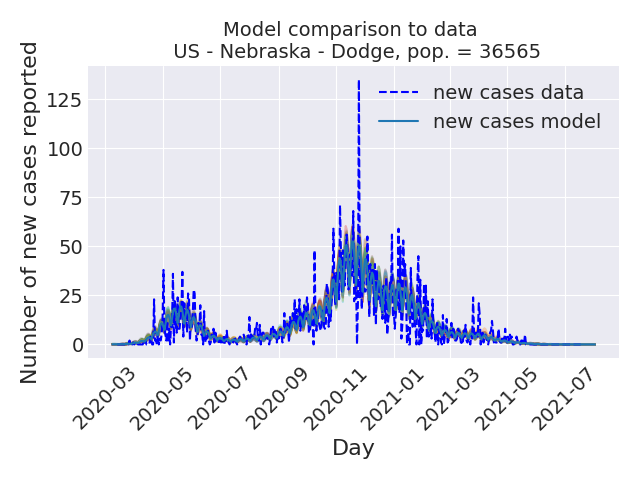 Model comparison to data
US - Nebraska - Dodge, pop. = 36565
Number of new cases reported
125
100
75
50
25
0
new cases data
new cases model
2020-03
2020-05
2020-07
2020-09
2020-11
2021-01
2021-03
2021-05
2021-07
Day